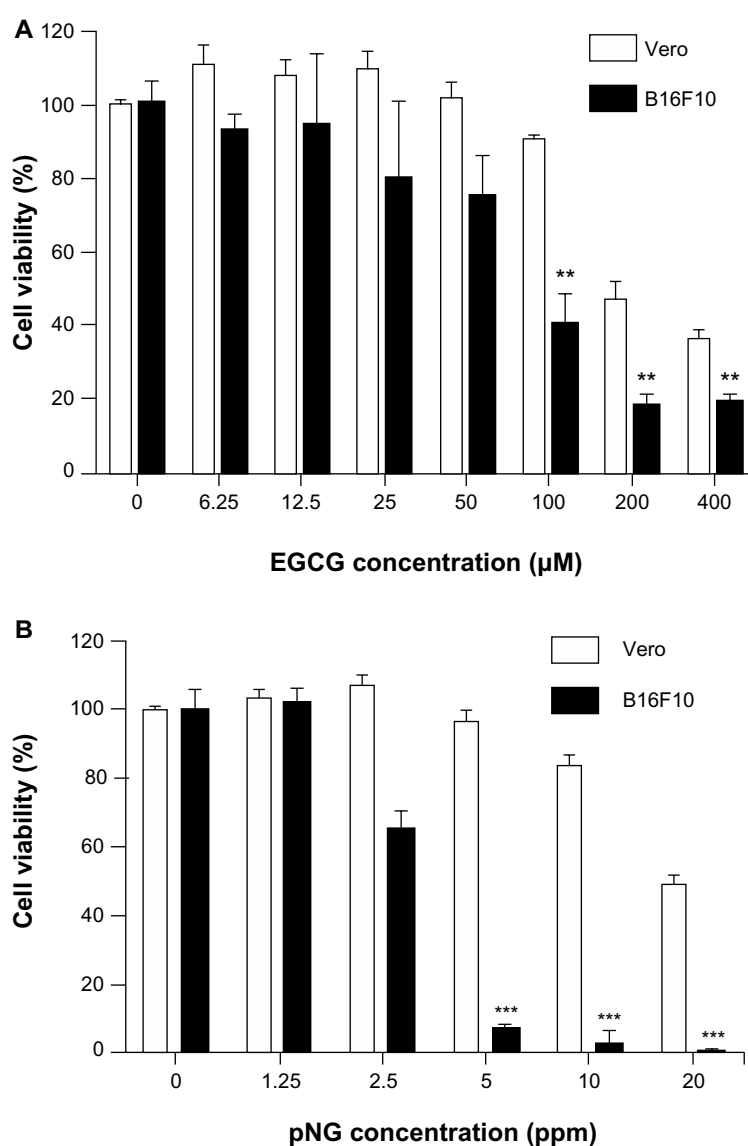 A
120
100
80
60
40
20
0
Cell viability (%)
Vero
B16F10
**
**
**
0 6.25 12.5 25 50 100 200 400
EGCG concentration (µM)
B
120
100
80
60
40
20
0
Cell viability (%)
Vero
B16F10
***
***
***
0 1.25 2.5 5 10 20
pNG concentration (ppm)